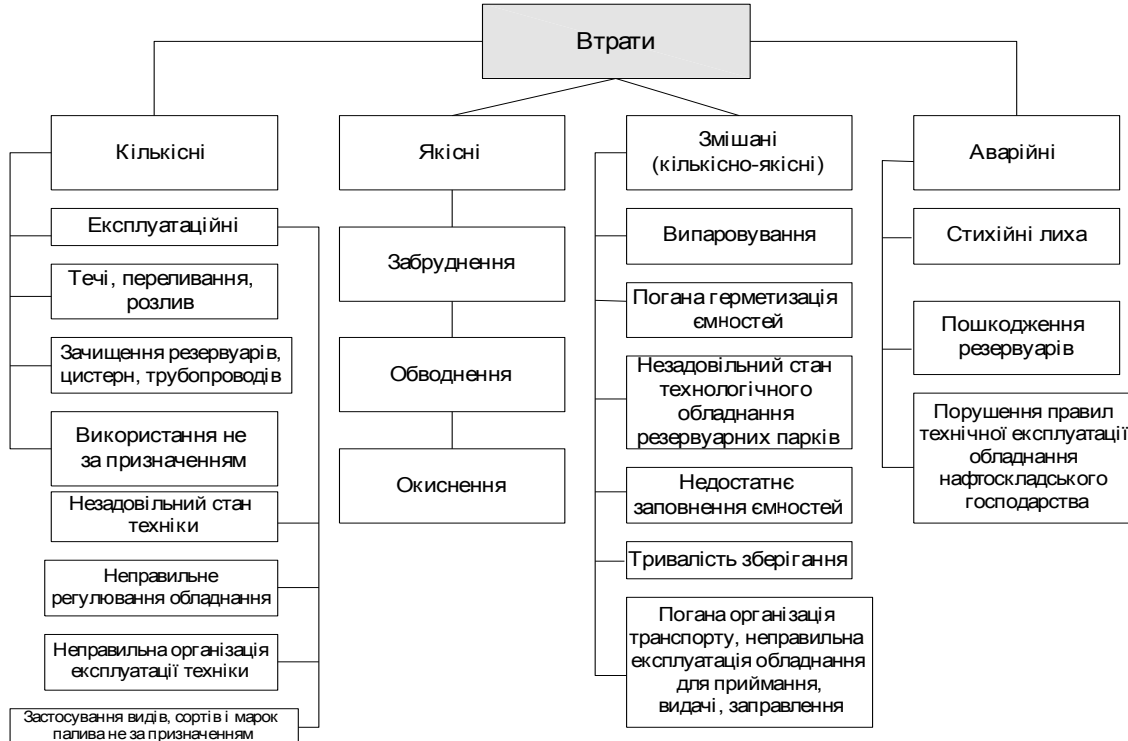 Втрати
Кількісні
Експлуатаційні
Течі, переливання,
розлив
Зачищення резервуарів,
цистерн, трубопроводів
Використання не
за призначенням
Незадовільний стан
техніки
Неправильне
регулювання обладнання
Неправильна організація
експлуатації техніки
Застосування видів, сортів і марок
палива не за призначенням
Якісні
Забруднення
Обводнення
Окиснення
Змішані
(кількісно-якісні)
Випаровування
Погана герметизація
ємностей
Незадовільний стан
технологічного
обладнання
резервуарних парків
Недостатнє
заповнення ємностей
Тривалість зберігання
Погана організація
транспорту, неправильна
експлуатація обладнання
для приймання,
видачі, заправлення
Аварійні
Стихійні лиха
Пошкодження
резервуарів
Порушення правил
технічної експлуатації
обладнання
нафтоскладського
господарства